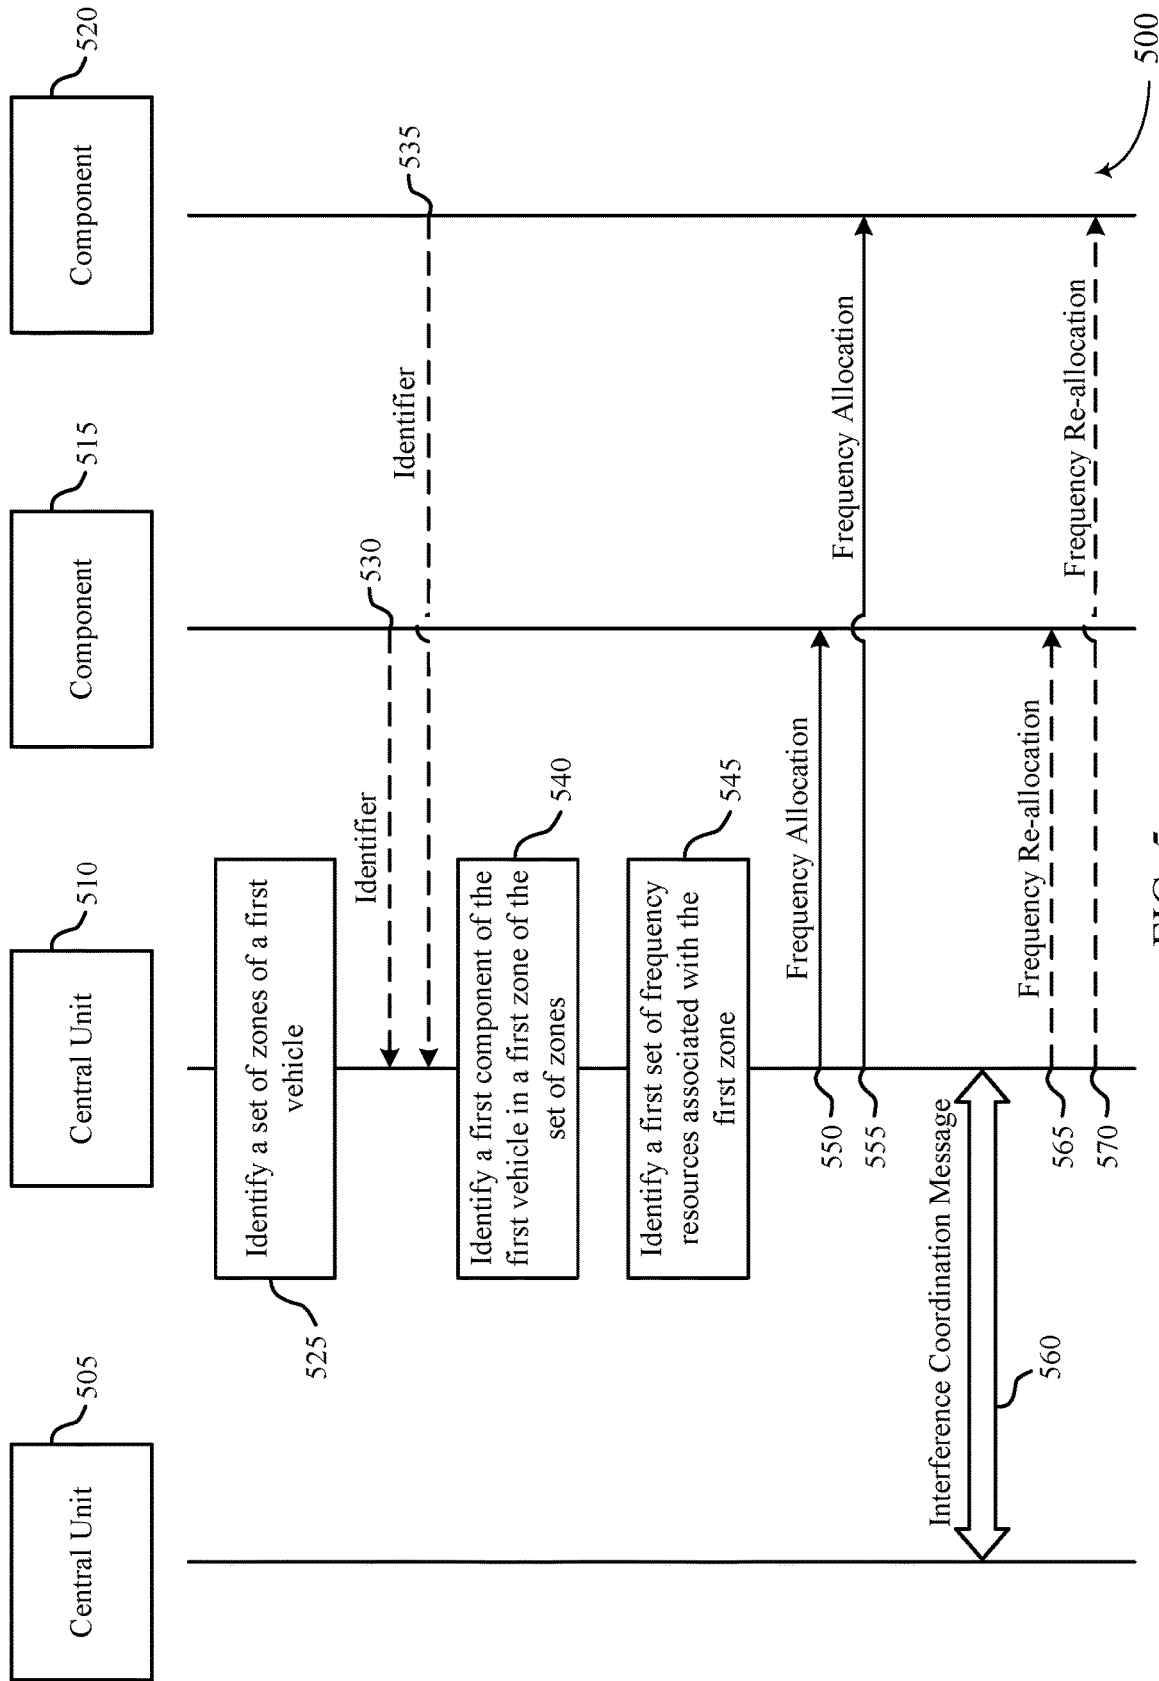 Central Unit
505
Central Unit
510
Component
515
Component
520
Identify a set of zones of a first
vehicle
525
Identifier
530
Identifier
535
Identify a first component of the
first vehicle in a first zone of the
set of zones
540
Identify a first set of frequency
resources associated with the
first zone
545
Frequency Allocation
550
Frequency Allocation
555
Interference Coordination Message
560
Frequency Re-allocation
565
Frequency Re-allocation
570
500